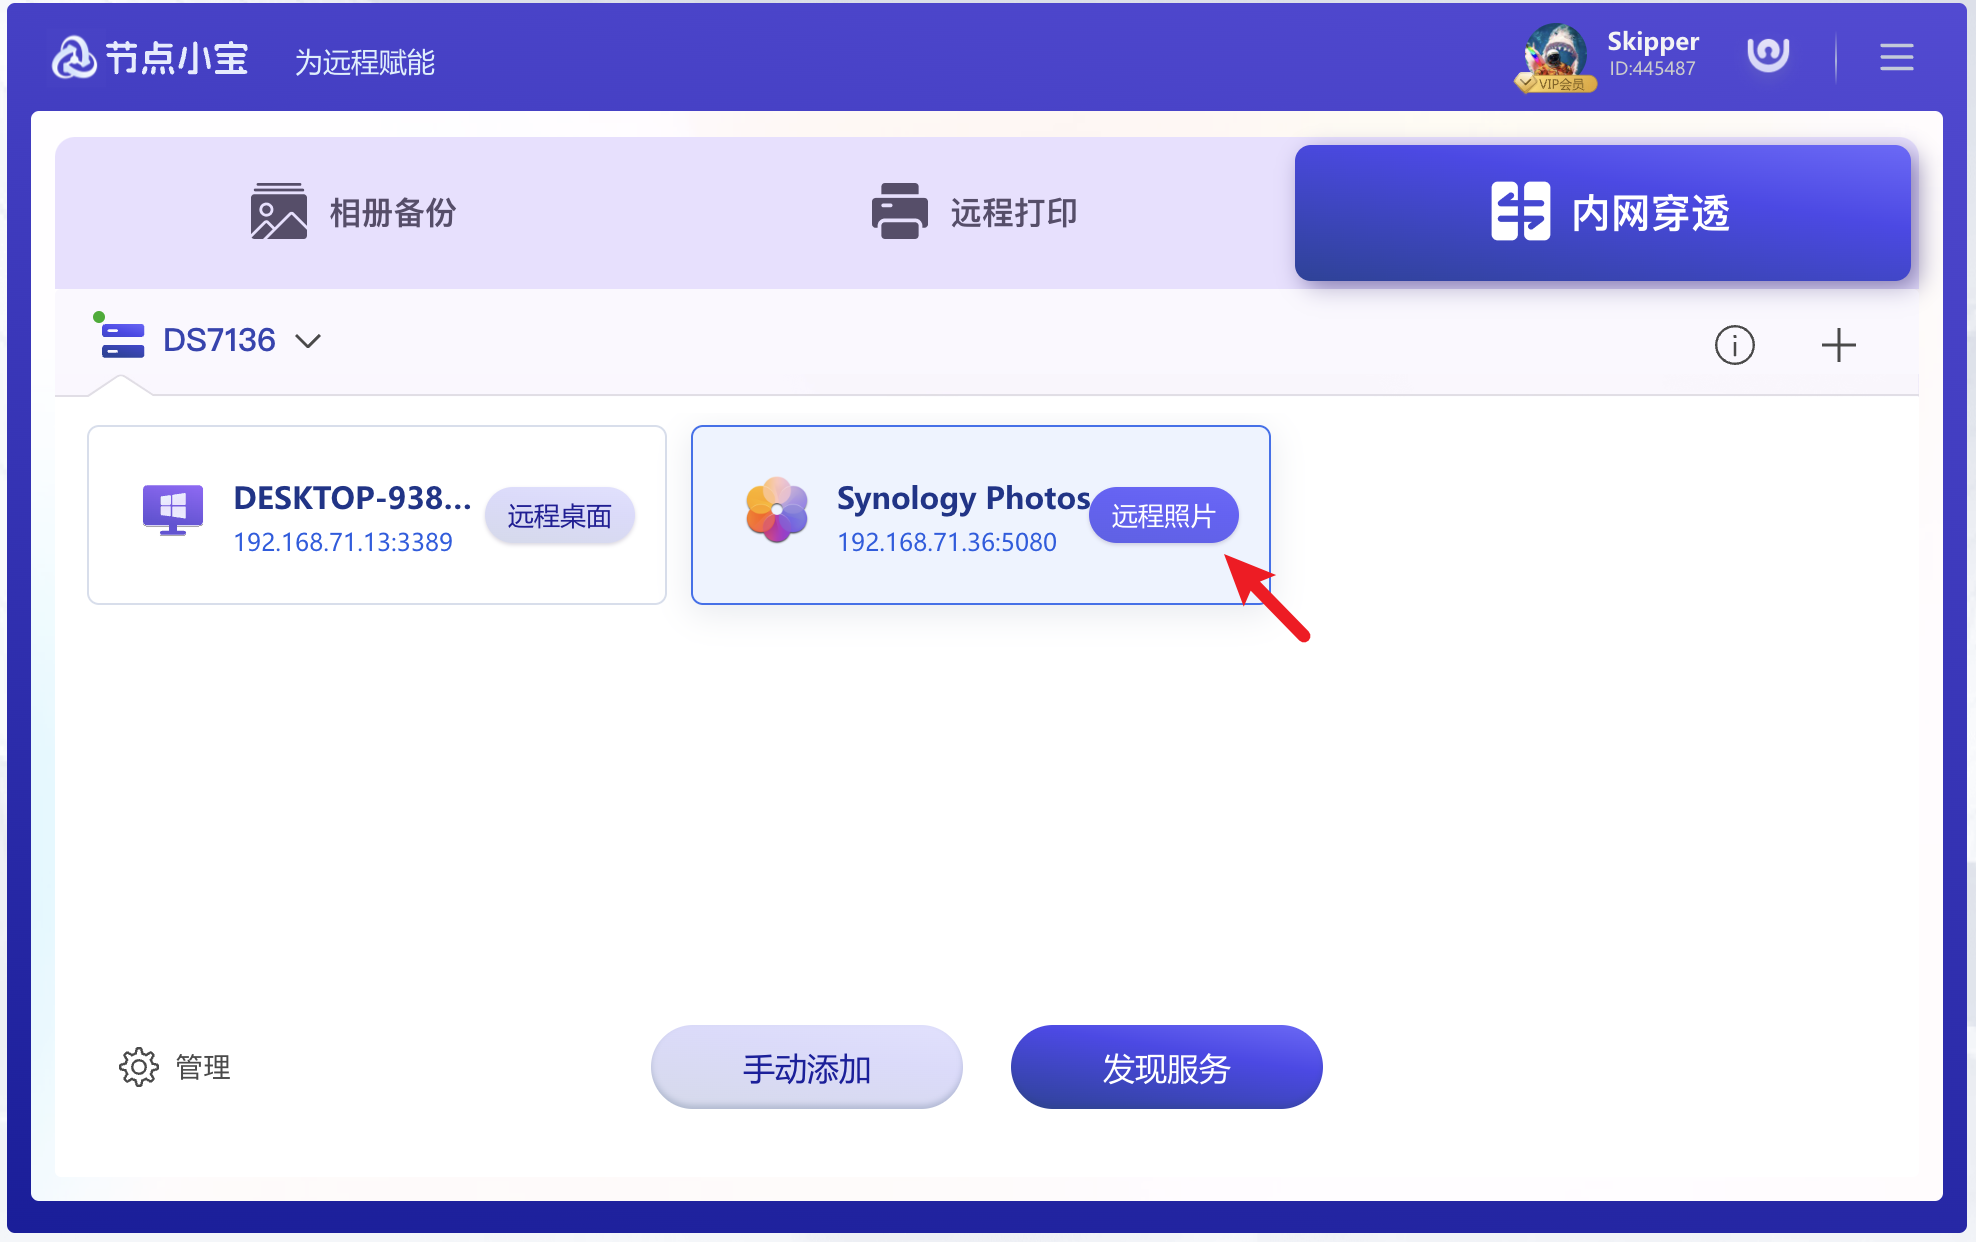 节点小宝
为远程赋能
Skipper
ID:445487
VIP会员
相册备份
远程打印
内网穿透
DS7136
DESKTOP-938...
192.168.71.13:3389
远程桌面
Synology Photos
192.168.71.36:5080
远程照片
管理
手动添加
发现服务